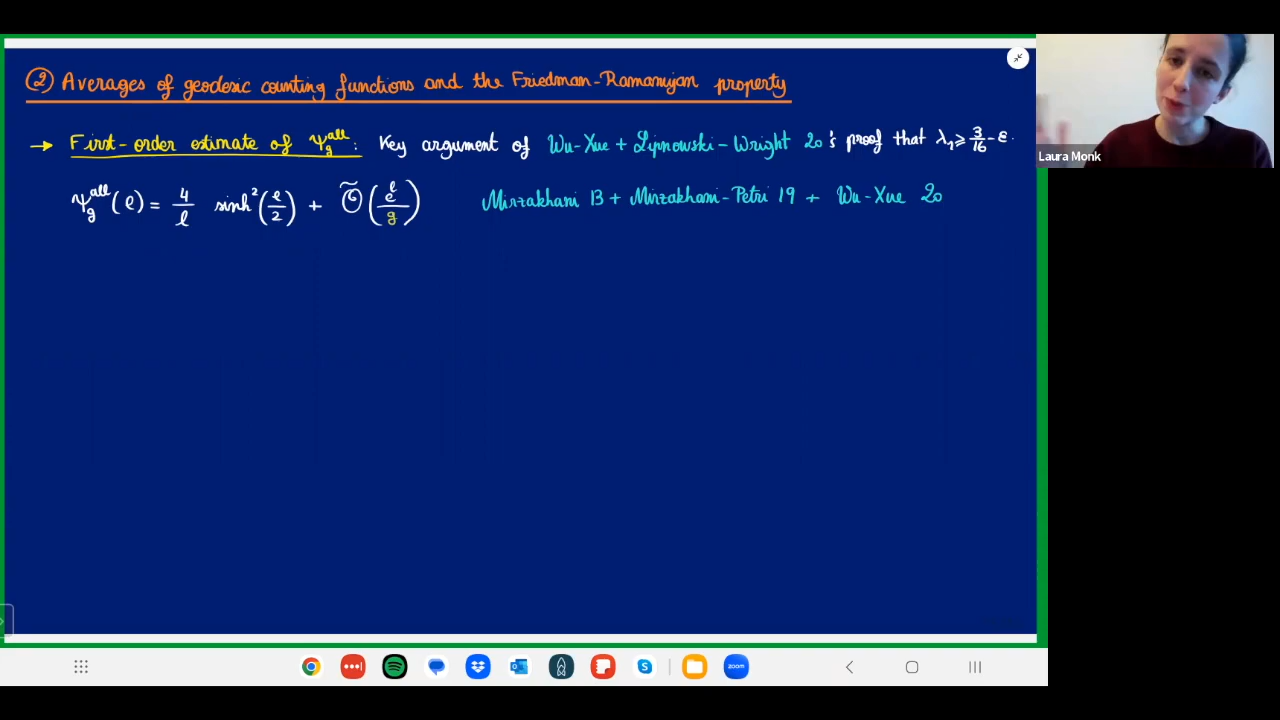 ② Averages of geodesic counting functions and the Friedman-Ramanujan property
→ First-order estimate of Ψ_g^all : Key argument of Wu-Xue + Lipnowski-Wright 20's proof that λ₁ ≥ 3/16 - ε.
Ψ_g^all (ℓ) = 4/ℓ sinh² (ℓ/2) + Õ (e^ℓ/g) Mirzakhani 13 + Mirzakhani-Petri 19 + Wu-Xue 20
Laura Monk
zoom